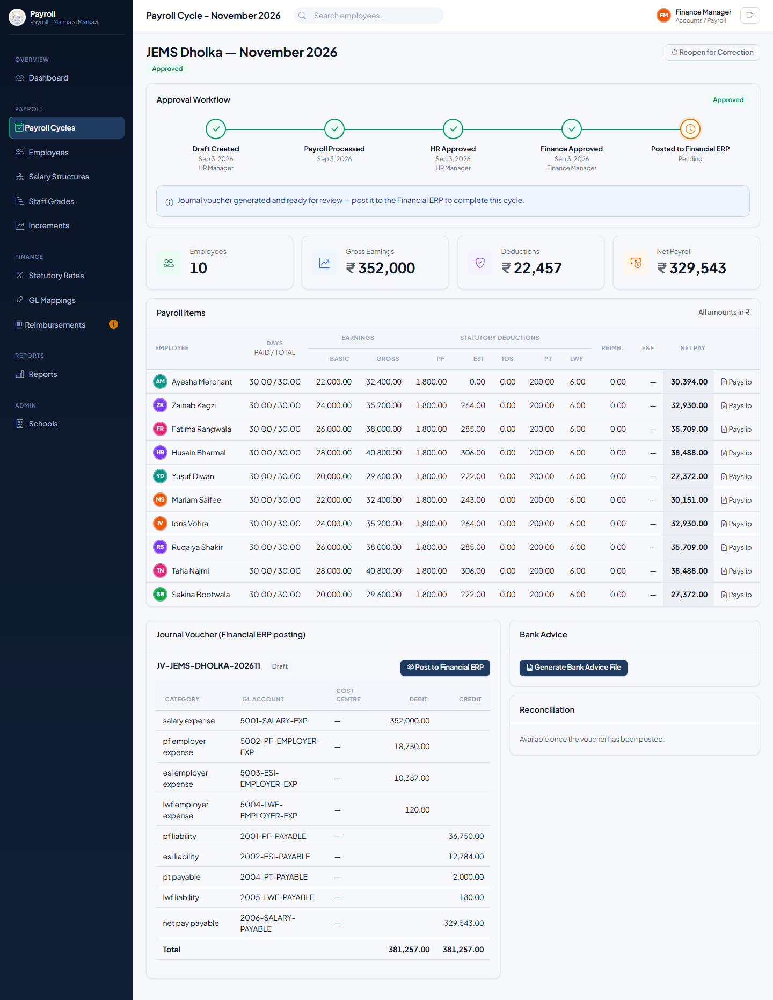 Payroll
Payroll - Majma al Markazi
OVERVIEW
Dashboard
PAYROLL
Payroll Cycles
Employees
Salary Structures
Staff Grades
Increments
FINANCE
Statutory Rates
GL Mappings
Reimbursements 1
REPORTS
Reports
ADMIN
Schools
Payroll Cycle - November 2026
Search employees...
FM
Finance Manager
Accounts / Payroll
JEMS Dholka — November 2026
Reopen for Correction
Approved
Approval Workflow
Approved
Draft Created
Sep 3, 2026
HR Manager
Payroll Processed
Sep 3, 2026
HR Approved
Sep 3, 2026
HR Manager
Finance Approved
Sep 3, 2026
Finance Manager
Posted to Financial ERP
Pending
Journal voucher generated and ready for review — post it to the Financial ERP to complete this cycle.
Employees
10
Gross Earnings
₹ 352,000
Deductions
₹ 22,457
Net Payroll
₹ 329,543
Payroll Items
All amounts in ₹
EMPLOYEE DAYS PAID / TOTAL EARNINGS STATUTORY DEDUCTIONS REIMB. F&F NET PAY
BASIC GROSS PF ESI TDS PT LWF
AM Ayesha Merchant 30.00 / 30.00 22,000.00 32,400.00 1,800.00 0.00 0.00 200.00 6.00 0.00 — 30,394.00 Payslip
ZK Zainab Kagzi 30.00 / 30.00 24,000.00 35,200.00 1,800.00 264.00 0.00 200.00 6.00 0.00 — 32,930.00 Payslip
FR Fatima Rangwala 30.00 / 30.00 26,000.00 38,000.00 1,800.00 285.00 0.00 200.00 6.00 0.00 — 35,709.00 Payslip
HB Husain Bharmal 30.00 / 30.00 28,000.00 40,800.00 1,800.00 306.00 0.00 200.00 6.00 0.00 — 38,488.00 Payslip
YD Yusuf Diwan 30.00 / 30.00 20,000.00 29,600.00 1,800.00 222.00 0.00 200.00 6.00 0.00 — 27,372.00 Payslip
MS Mariam Saifee 30.00 / 30.00 22,000.00 32,400.00 1,800.00 243.00 0.00 200.00 6.00 0.00 — 30,151.00 Payslip
IV Idris Vohra 30.00 / 30.00 24,000.00 35,200.00 1,800.00 264.00 0.00 200.00 6.00 0.00 — 32,930.00 Payslip
RS Ruqaiya Shakir 30.00 / 30.00 26,000.00 38,000.00 1,800.00 285.00 0.00 200.00 6.00 0.00 — 35,709.00 Payslip
TN Taha Najmi 30.00 / 30.00 28,000.00 40,800.00 1,800.00 306.00 0.00 200.00 6.00 0.00 — 38,488.00 Payslip
SB Sakina Bootwala 30.00 / 30.00 20,000.00 29,600.00 1,800.00 222.00 0.00 200.00 6.00 0.00 — 27,372.00 Payslip
Journal Voucher (Financial ERP posting)
JV-JEMS-DHOLKA-202611 Draft
Post to Financial ERP
CATEGORY GL ACCOUNT COST CENTRE DEBIT CREDIT
salary expense 5001-SALARY-EXP — 352,000.00
pf employer expense 5002-PF-EMPLOYER-EXP — 18,750.00
esi employer expense 5003-ESI-EMPLOYER-EXP — 10,387.00
lwf employer expense 5004-LWF-EMPLOYER-EXP — 120.00
pf liability 2001-PF-PAYABLE — 36,750.00
esi liability 2002-ESI-PAYABLE — 12,784.00
pt payable 2004-PT-PAYABLE — 2,000.00
lwf liability 2005-LWF-PAYABLE — 180.00
net pay payable 2006-SALARY-PAYABLE — 329,543.00
Total 381,257.00 381,257.00
Bank Advice
Generate Bank Advice File
Reconciliation
Available once the voucher has been posted.